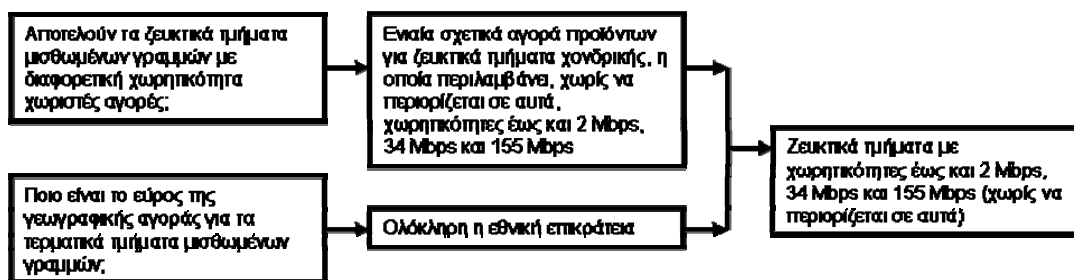 Αποτελούν τα ζευκτικά τμήματα
μισθωμένων γραμμών με
διαφορετική χωρητικότητα
χωριστές αγορές;
Ενιαία σχετικά αγορά προϊόντων
για ζευκτικά τμήματα χονδρικής, η
οποία περιλαμβάνει, χωρίς να
περιορίζεται σε αυτά,
χωρητικότητες έως και 2 Mbps,
34 Mbps και 155 Mbps
Ζευκτικά τμήματα με
χωρητικότητες έως και 2 Mbps,
34 Mbps και 155 Mbps (χωρίς να
περιορίζεται σε αυτά)
Ποιο είναι το εύρος της
γεωγραφικής αγοράς για τα
τερματικά τμήματα μισθωμένων
γραμμών;
Ολόκληρη η εθνική επικράτεια